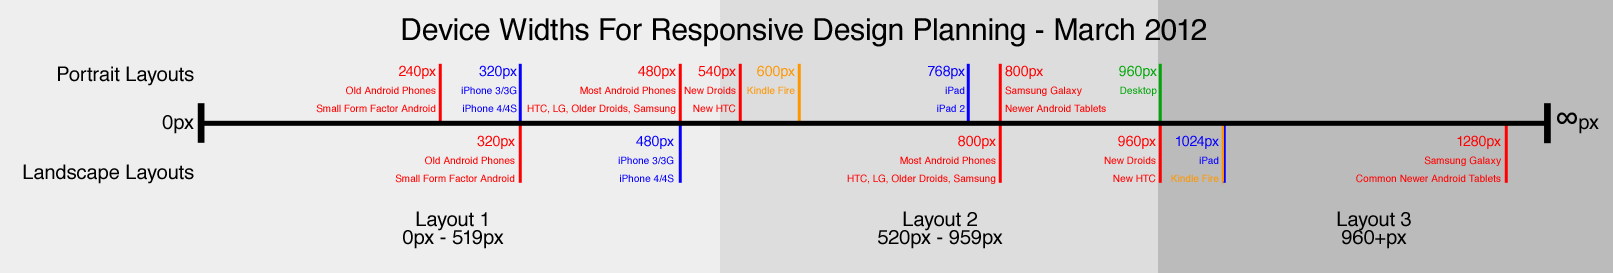 Device Widths For Responsive Design Planning - March 2012
Portrait Layouts
240px
Old Android Phones
Small Form Factor Android
320px
iPhone 3/3G
iPhone 4/4S
480px
Most Android Phones
HTC, LG, Older Droids, Samsung
540px
New Droids
New HTC
600px
Kindle Fire
768px
iPad
iPad 2
800px
Samsung Galaxy
Newer Android Tablets
960px
Desktop
0px
∞px
Landscape Layouts
320px
Old Android Phones
Small Form Factor Android
480px
iPhone 3/3G
iPhone 4/4S
800px
Most Android Phones
HTC, LG, Older Droids, Samsung
960px
New Droids
New HTC
1024px
iPad
Kindle Fire
1280px
Samsung Galaxy
Common Newer Android Tablets
Layout 1
0px - 519px
Layout 2
520px - 959px
Layout 3
960+px